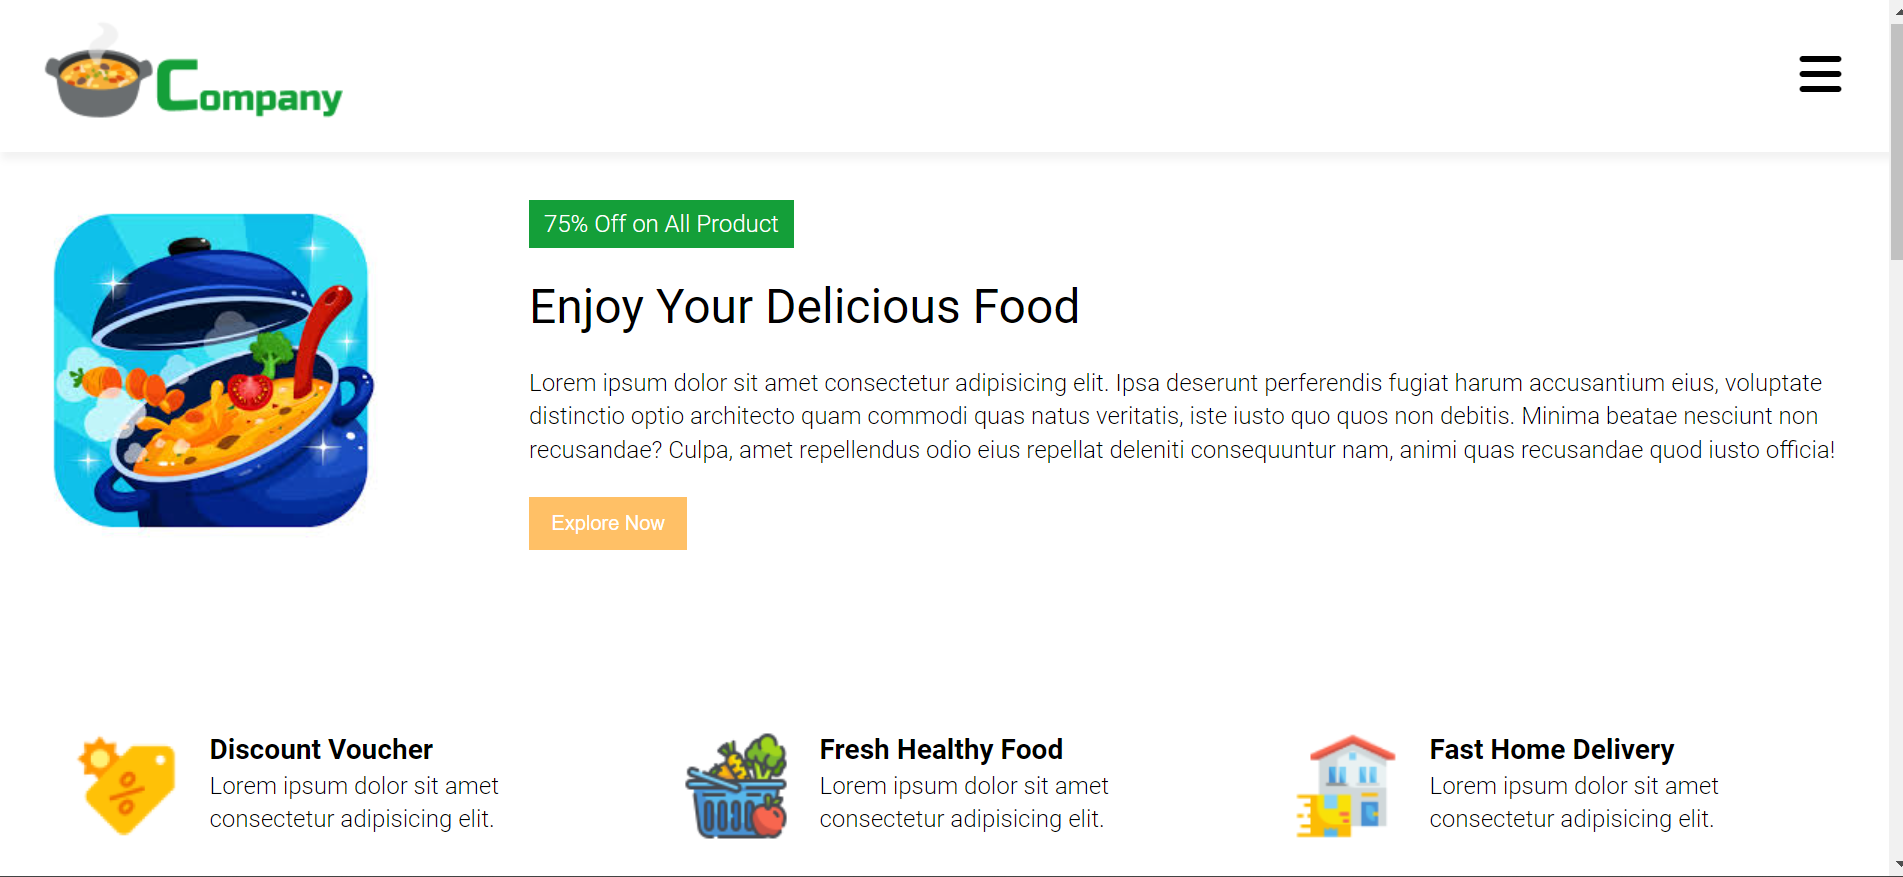 Company
75% Off on All Product
Enjoy Your Delicious Food
Lorem ipsum dolor sit amet consectetur adipisicing elit. Ipsa deserunt perferendis fugiat harum accusantium eius, voluptate
distinctio optio architecto quam commodi quas natus veritatis, iste iusto quo quos non debitis. Minima beatae nesciunt non
recusandae? Culpa, amet repellendus odio eius repellat deleniti consequuntur nam, animi quas recusandae quod iusto officia!
Explore Now
Discount Voucher
Lorem ipsum dolor sit amet
consectetur adipisicing elit.
Fresh Healthy Food
Lorem ipsum dolor sit amet
consectetur adipisicing elit.
Fast Home Delivery
Lorem ipsum dolor sit amet
consectetur adipisicing elit.